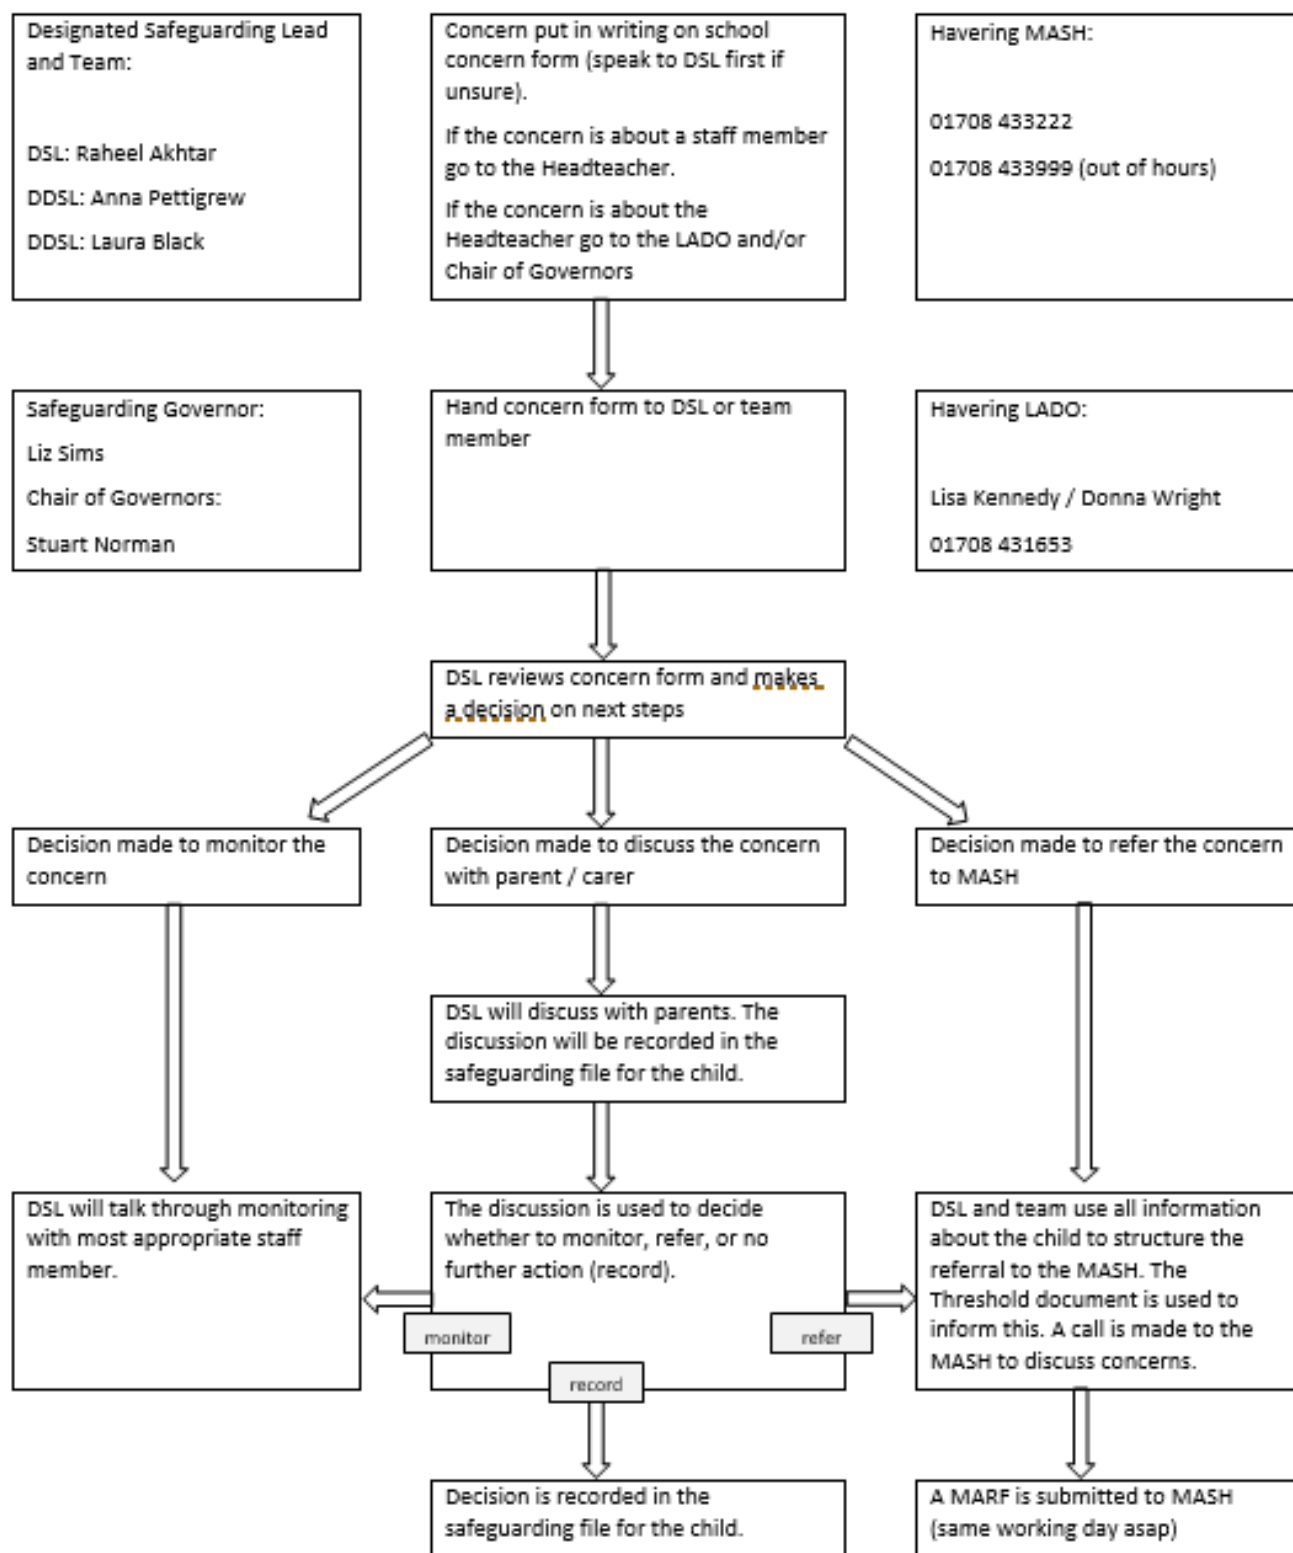 Designated Safeguarding Lead
and Team:
DSL: Raheel Akhtar
DDSL: Anna Pettigrew
DDSL: Laura Black
Concern put in writing on school
concern form (speak to DSL first if
unsure).
If the concern is about a staff member
go to the Headteacher.
If the concern is about the
Headteacher go to the LADO and/or
Chair of Governors
Havering MASH:
01708 433222
01708 433999 (out of hours)
Safeguarding Governor:
Liz Sims
Chair of Governors:
Stuart Norman
Hand concern form to DSL or team
member
Havering LADO:
Lisa Kennedy / Donna Wright
01708 431653
DSL reviews concern form and makes
a decision on next steps
Decision made to monitor the
concern
Decision made to discuss the concern
with parent / carer
Decision made to refer the concern
to MASH
DSL will discuss with parents. The
discussion will be recorded in the
safeguarding file for the child.
DSL will talk through monitoring
with most appropriate staff
member.
The discussion is used to decide
whether to monitor, refer, or no
further action (record).
monitor
refer
record
DSL and team use all information
about the child to structure the
referral to the MASH. The
Threshold document is used to
inform this. A call is made to the
MASH to discuss concerns.
Decision is recorded in the
safeguarding file for the child.
A MARF is submitted to MASH
(same working day asap)